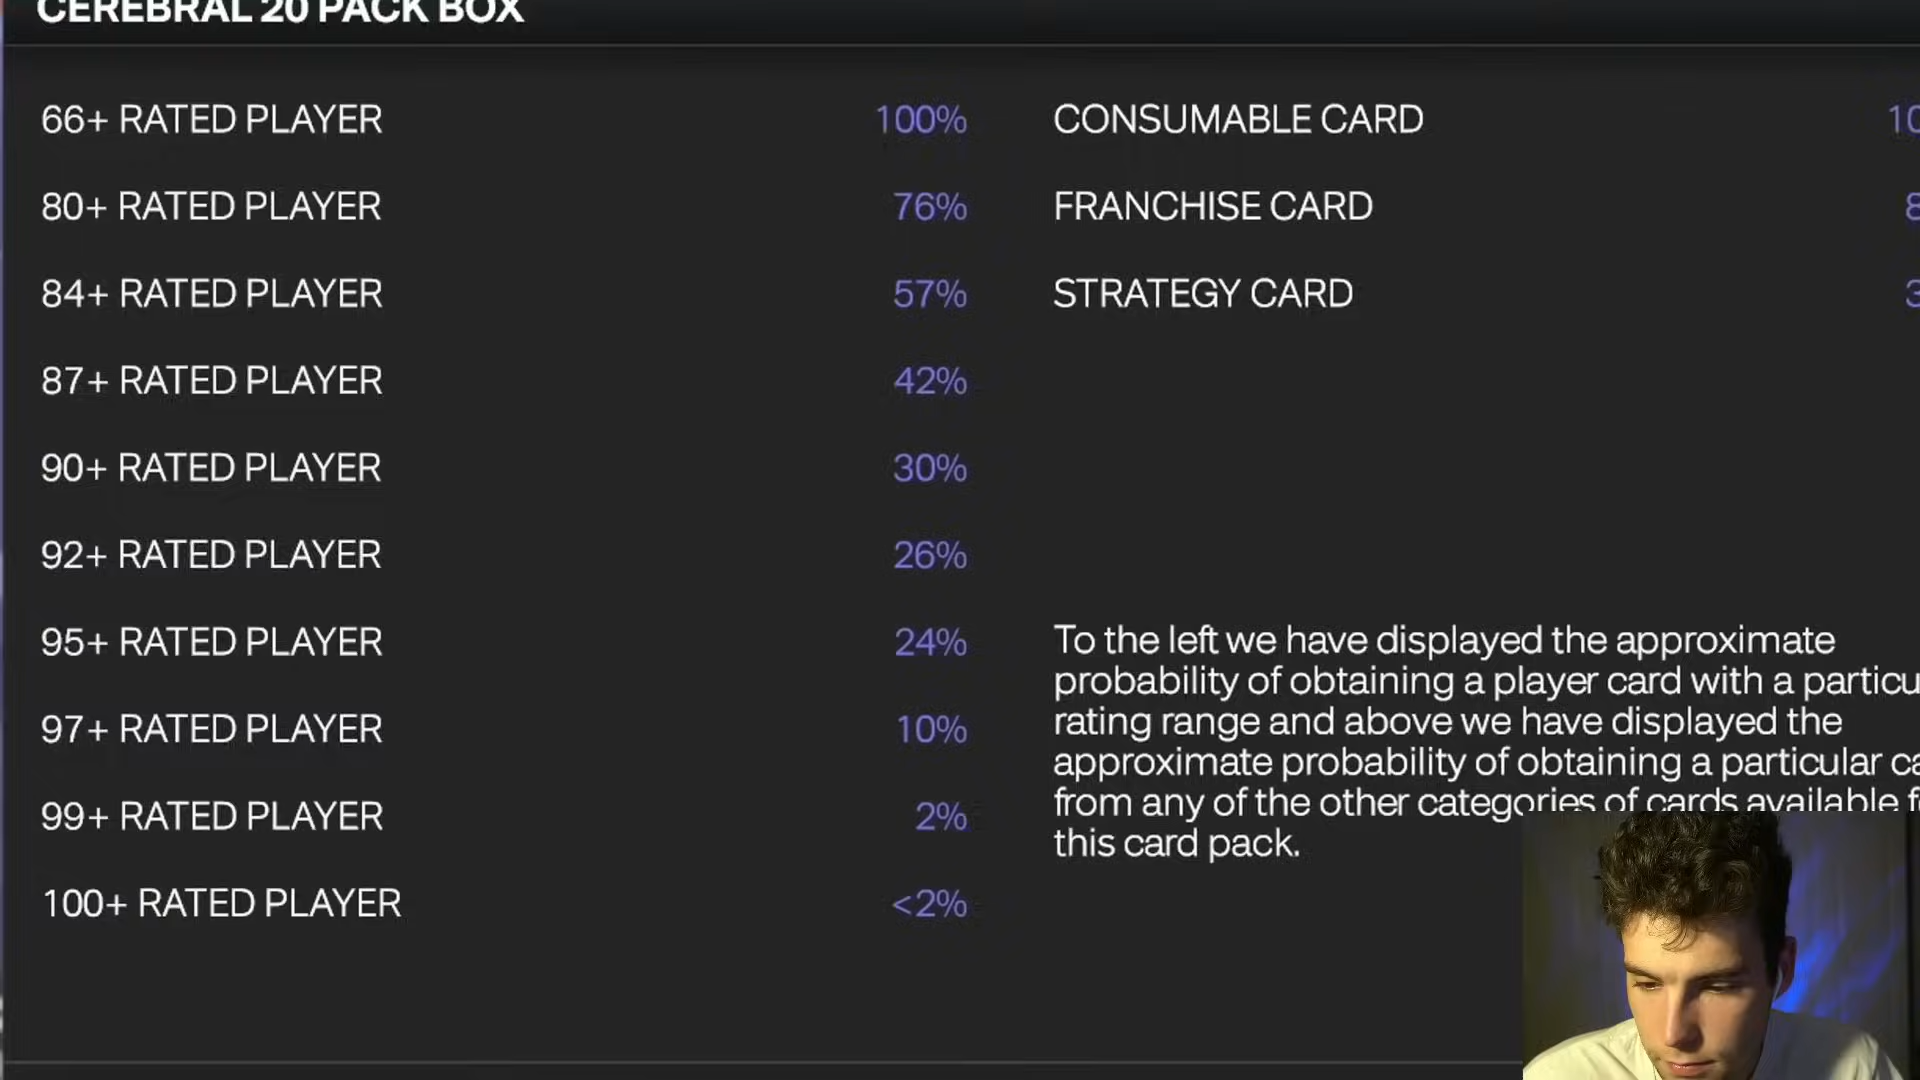 CEREBRAL 20 PACK BOX
66+ RATED PLAYER 100%
80+ RATED PLAYER 76%
84+ RATED PLAYER 57%
87+ RATED PLAYER 42%
90+ RATED PLAYER 30%
92+ RATED PLAYER 26%
95+ RATED PLAYER 24%
97+ RATED PLAYER 10%
99+ RATED PLAYER 2%
100+ RATED PLAYER <2%
CONSUMABLE CARD
FRANCHISE CARD
STRATEGY CARD
To the left we have displayed the approximate
probability of obtaining a player card with a
rating range and above we have displayed the
approximate probability of obtaining a particular
from any of the other categories of cards available
this card pack.